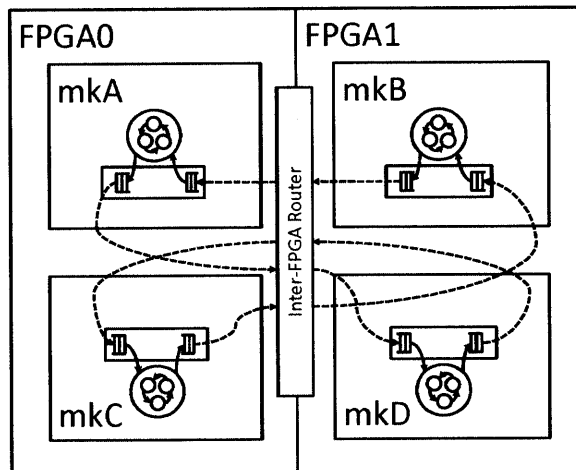 FPGA0
FPGA1
mkA
mkB
Inter-FPGA Router
mkC
mkD